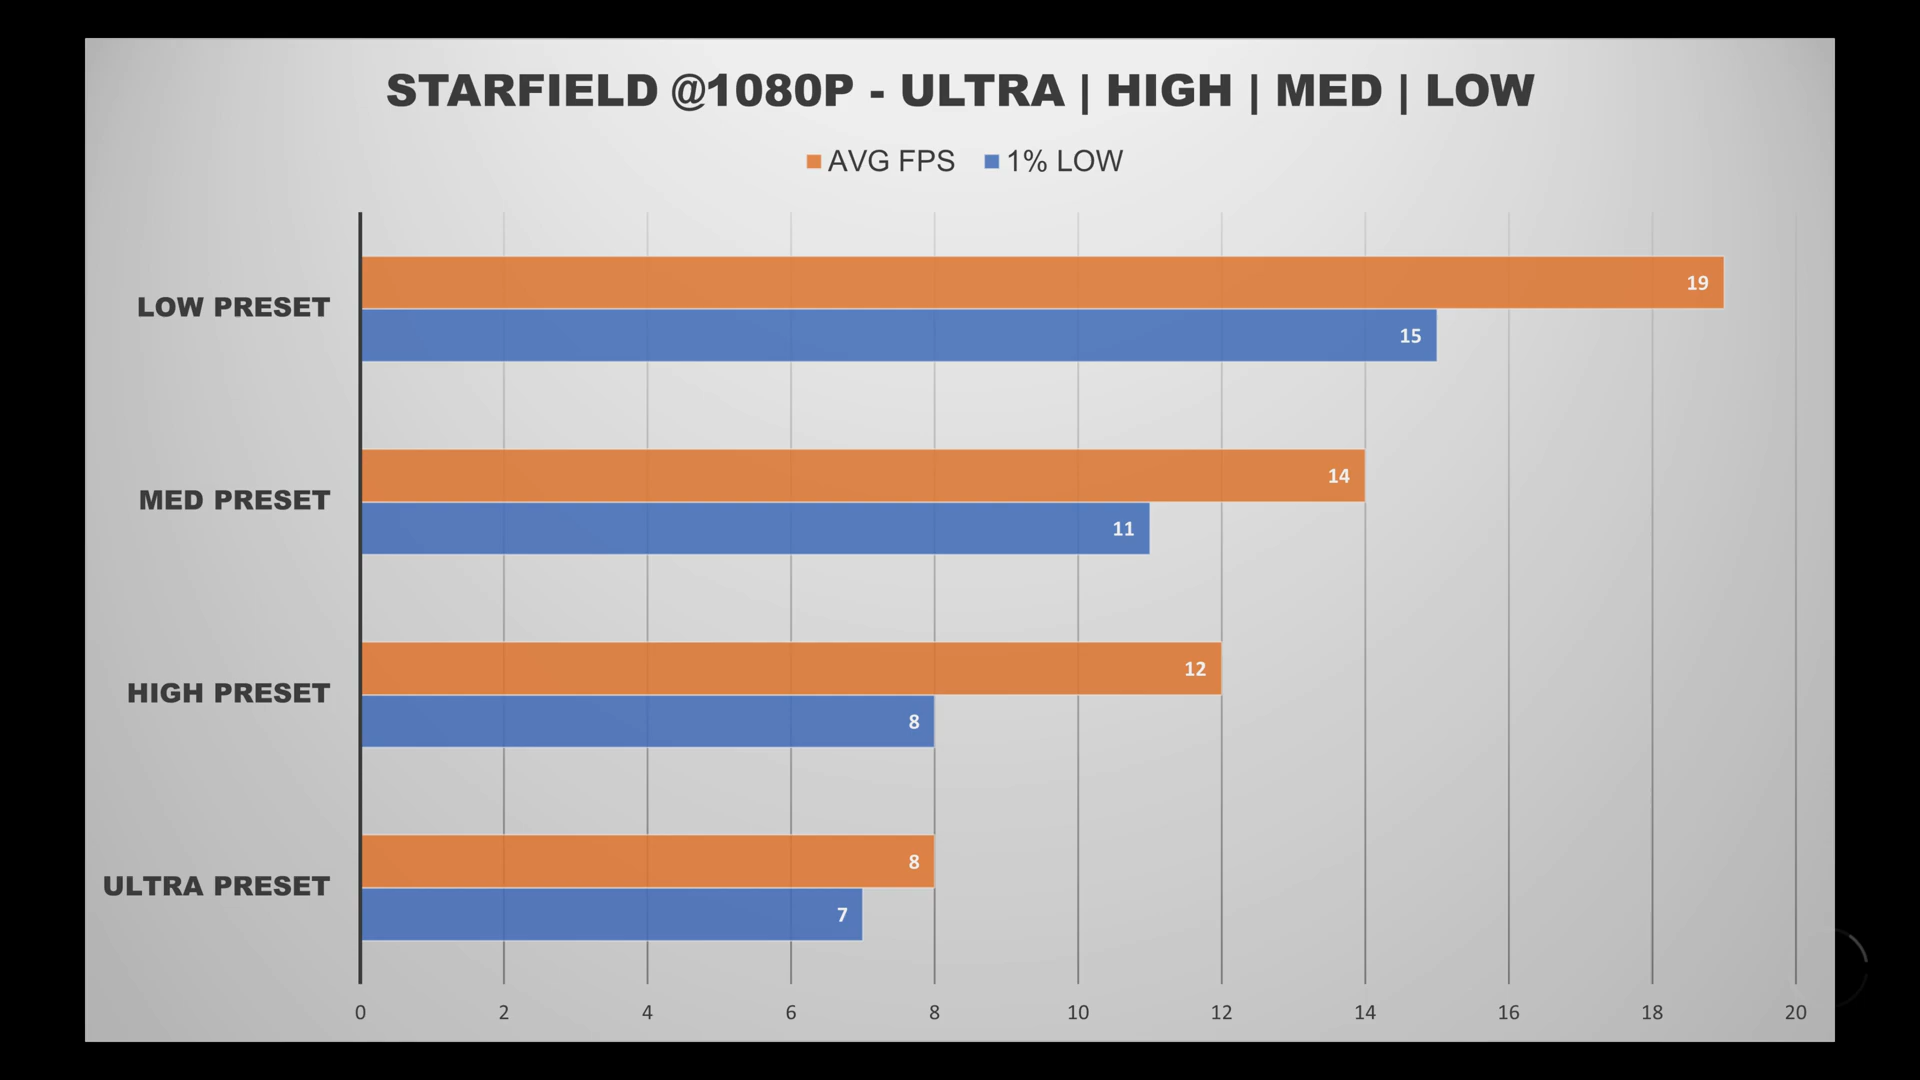 STARFIELD @1080P - ULTRA | HIGH | MED | LOW
AVG FPS 1% LOW
LOW PRESET
19
15
MED PRESET
14
11
HIGH PRESET
12
8
ULTRA PRESET
8
7
0 2 4 6 8 10 12 14 16 18 20